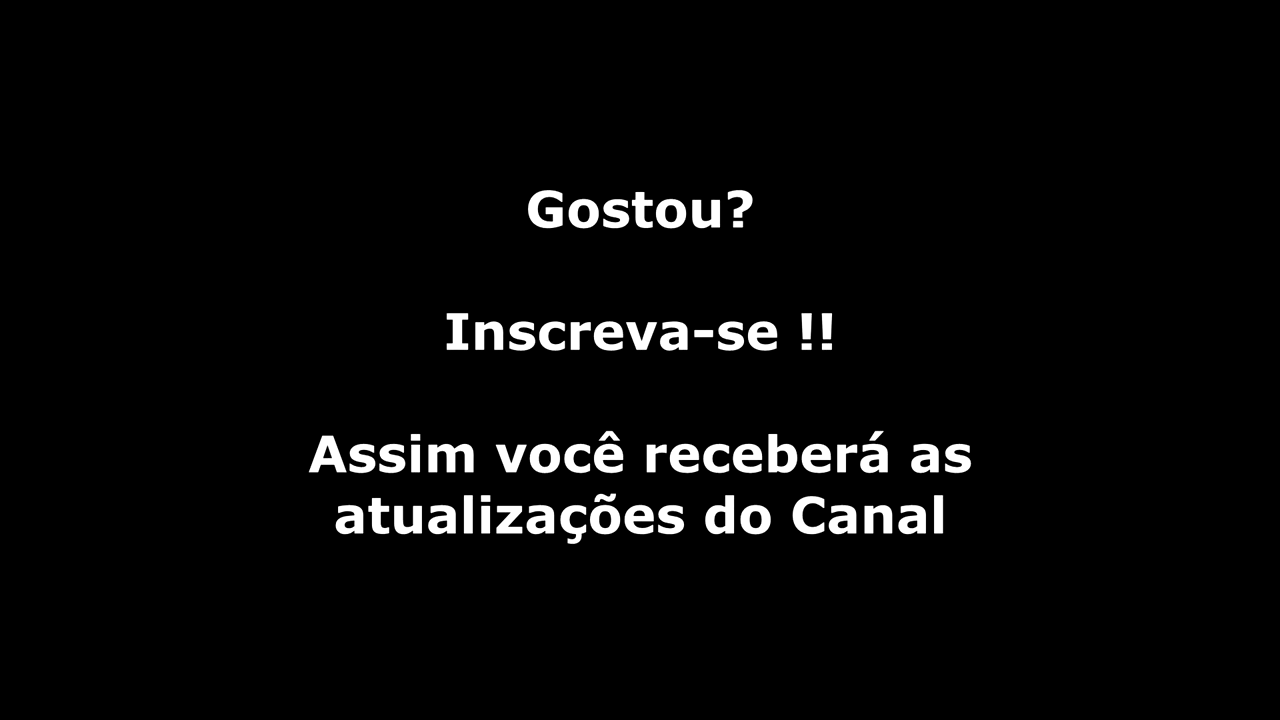 Gostou?
Inscreva-se !!
Assim você receberá as
atualizações do Canal